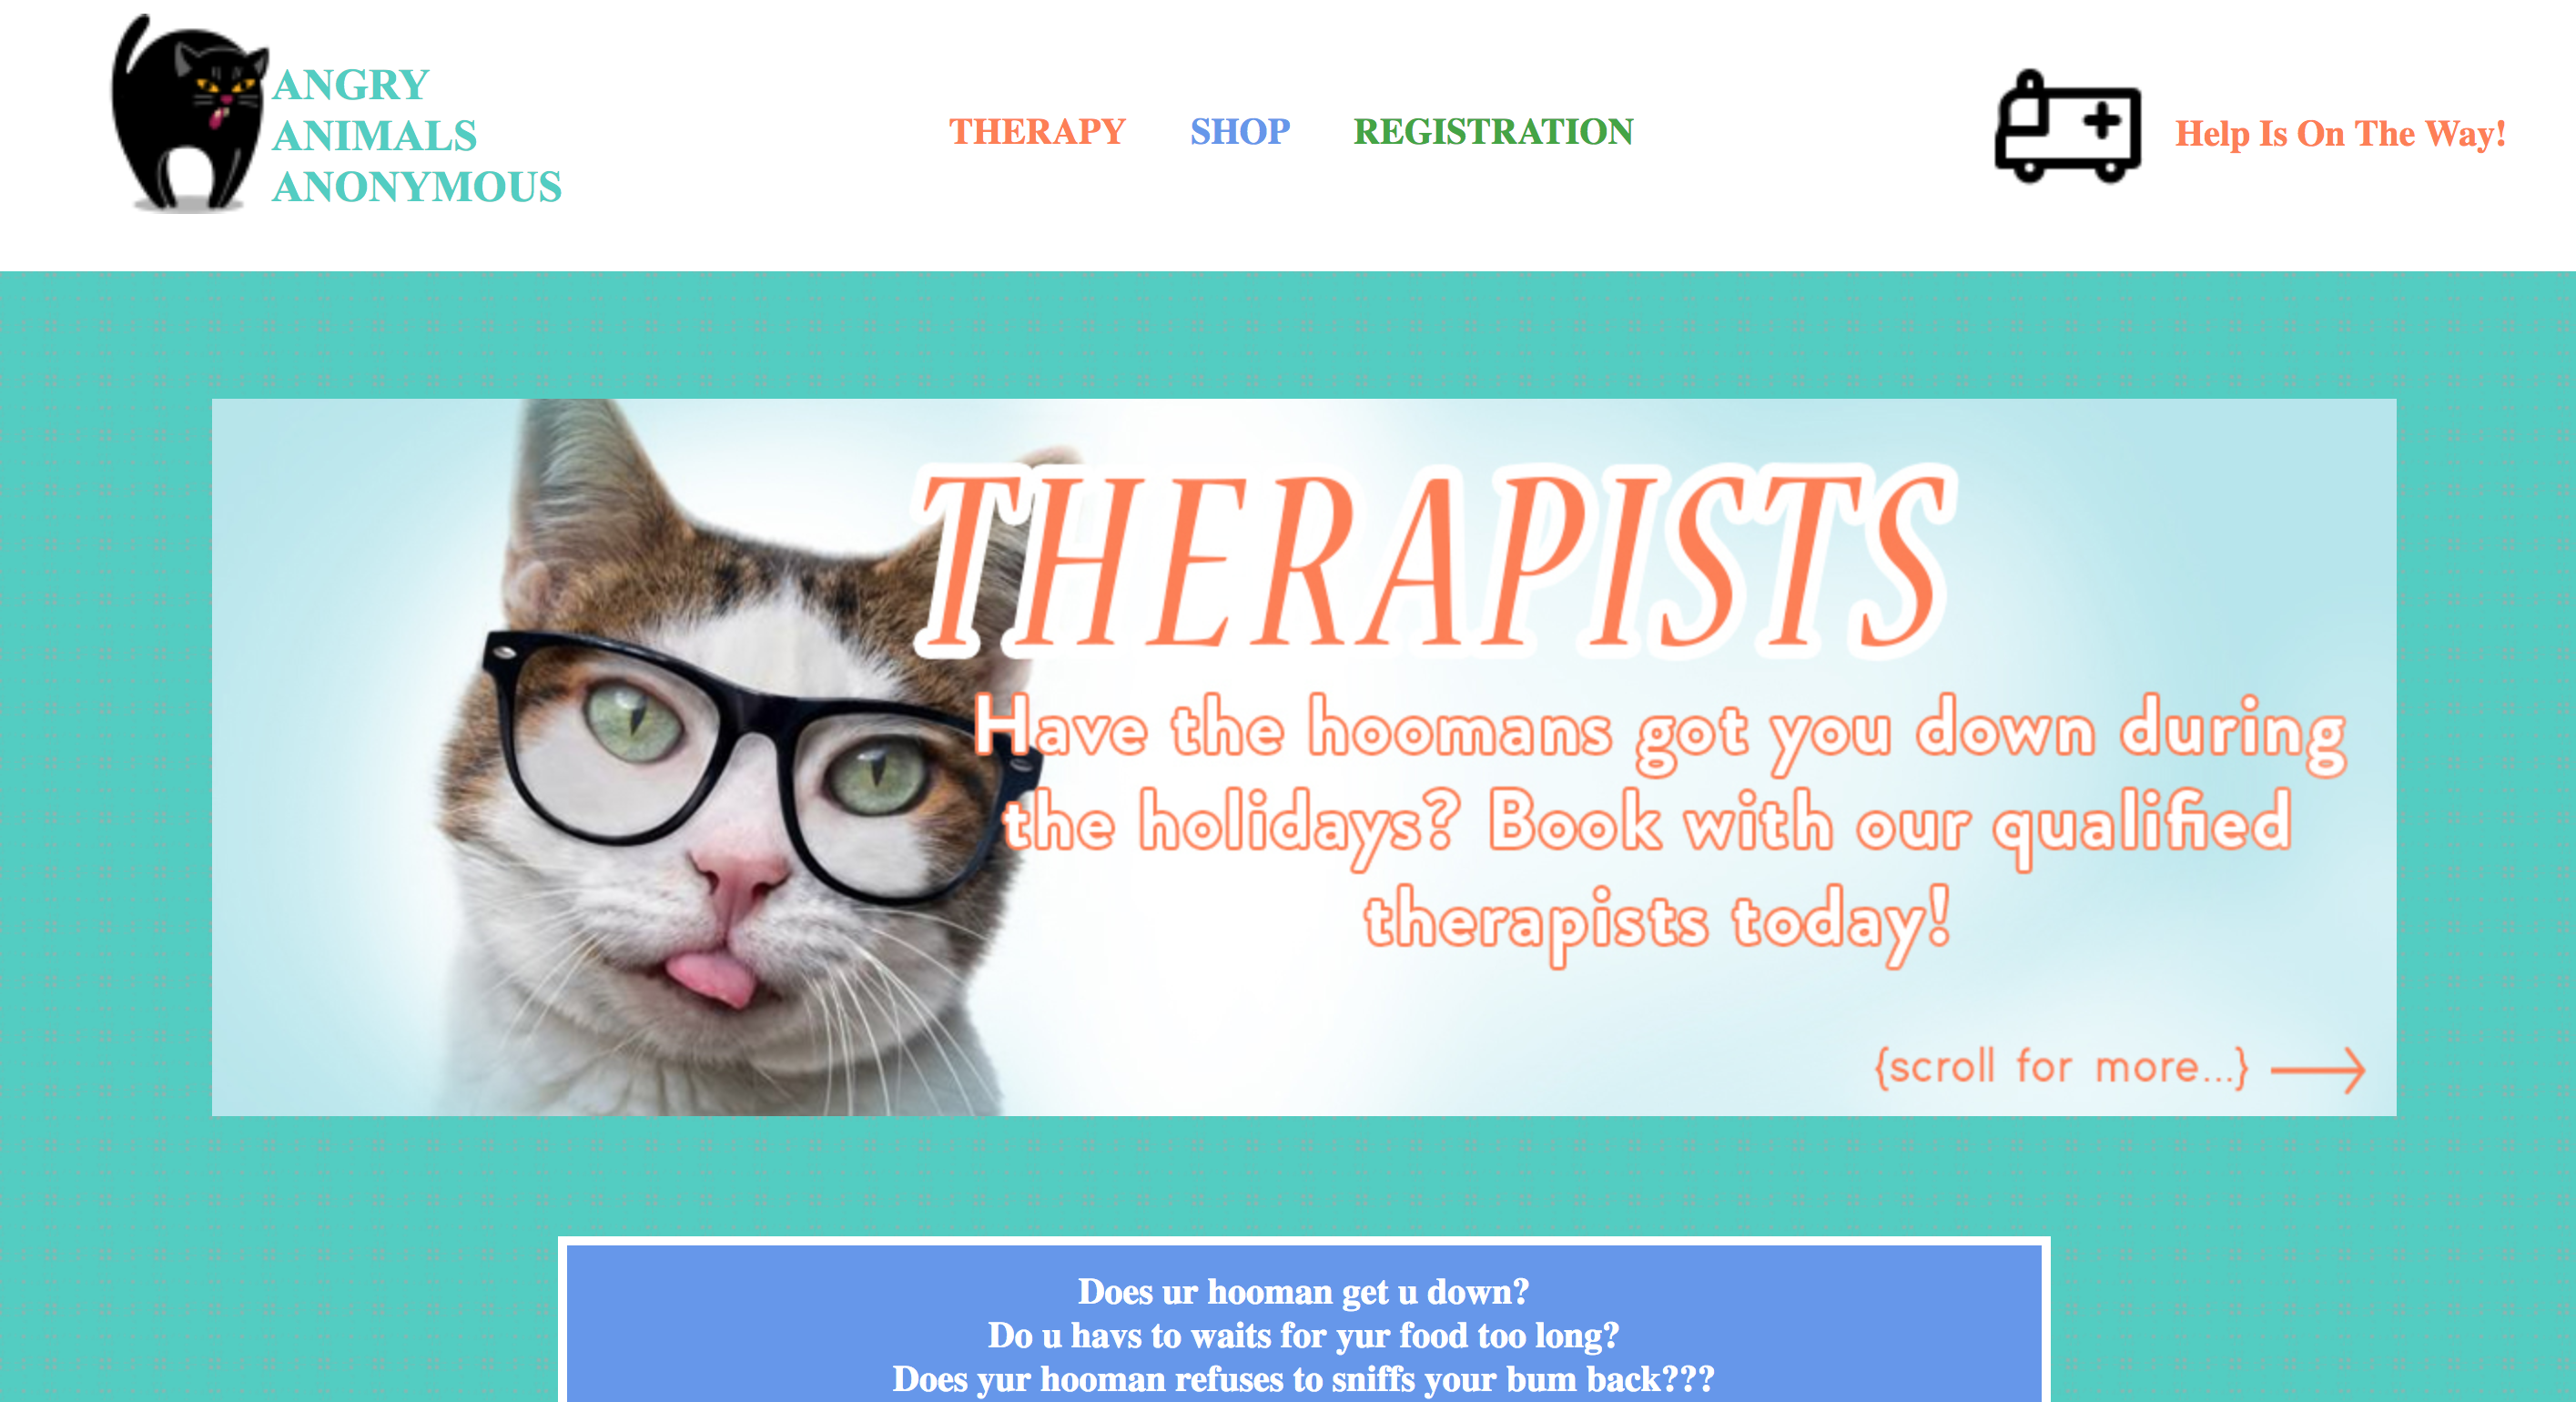 ANGRY
ANIMALS
ANONYMOUS
THERAPY SHOP REGISTRATION
Help Is On The Way!
THERAPISTS
Have the hoomans got you down during
the holidays? Book with our qualified
therapists today!
{scroll for more...}
Does ur hooman get u down?
Do u havs to waits for yur food too long?
Does yur hooman refuses to sniffs your bum back???